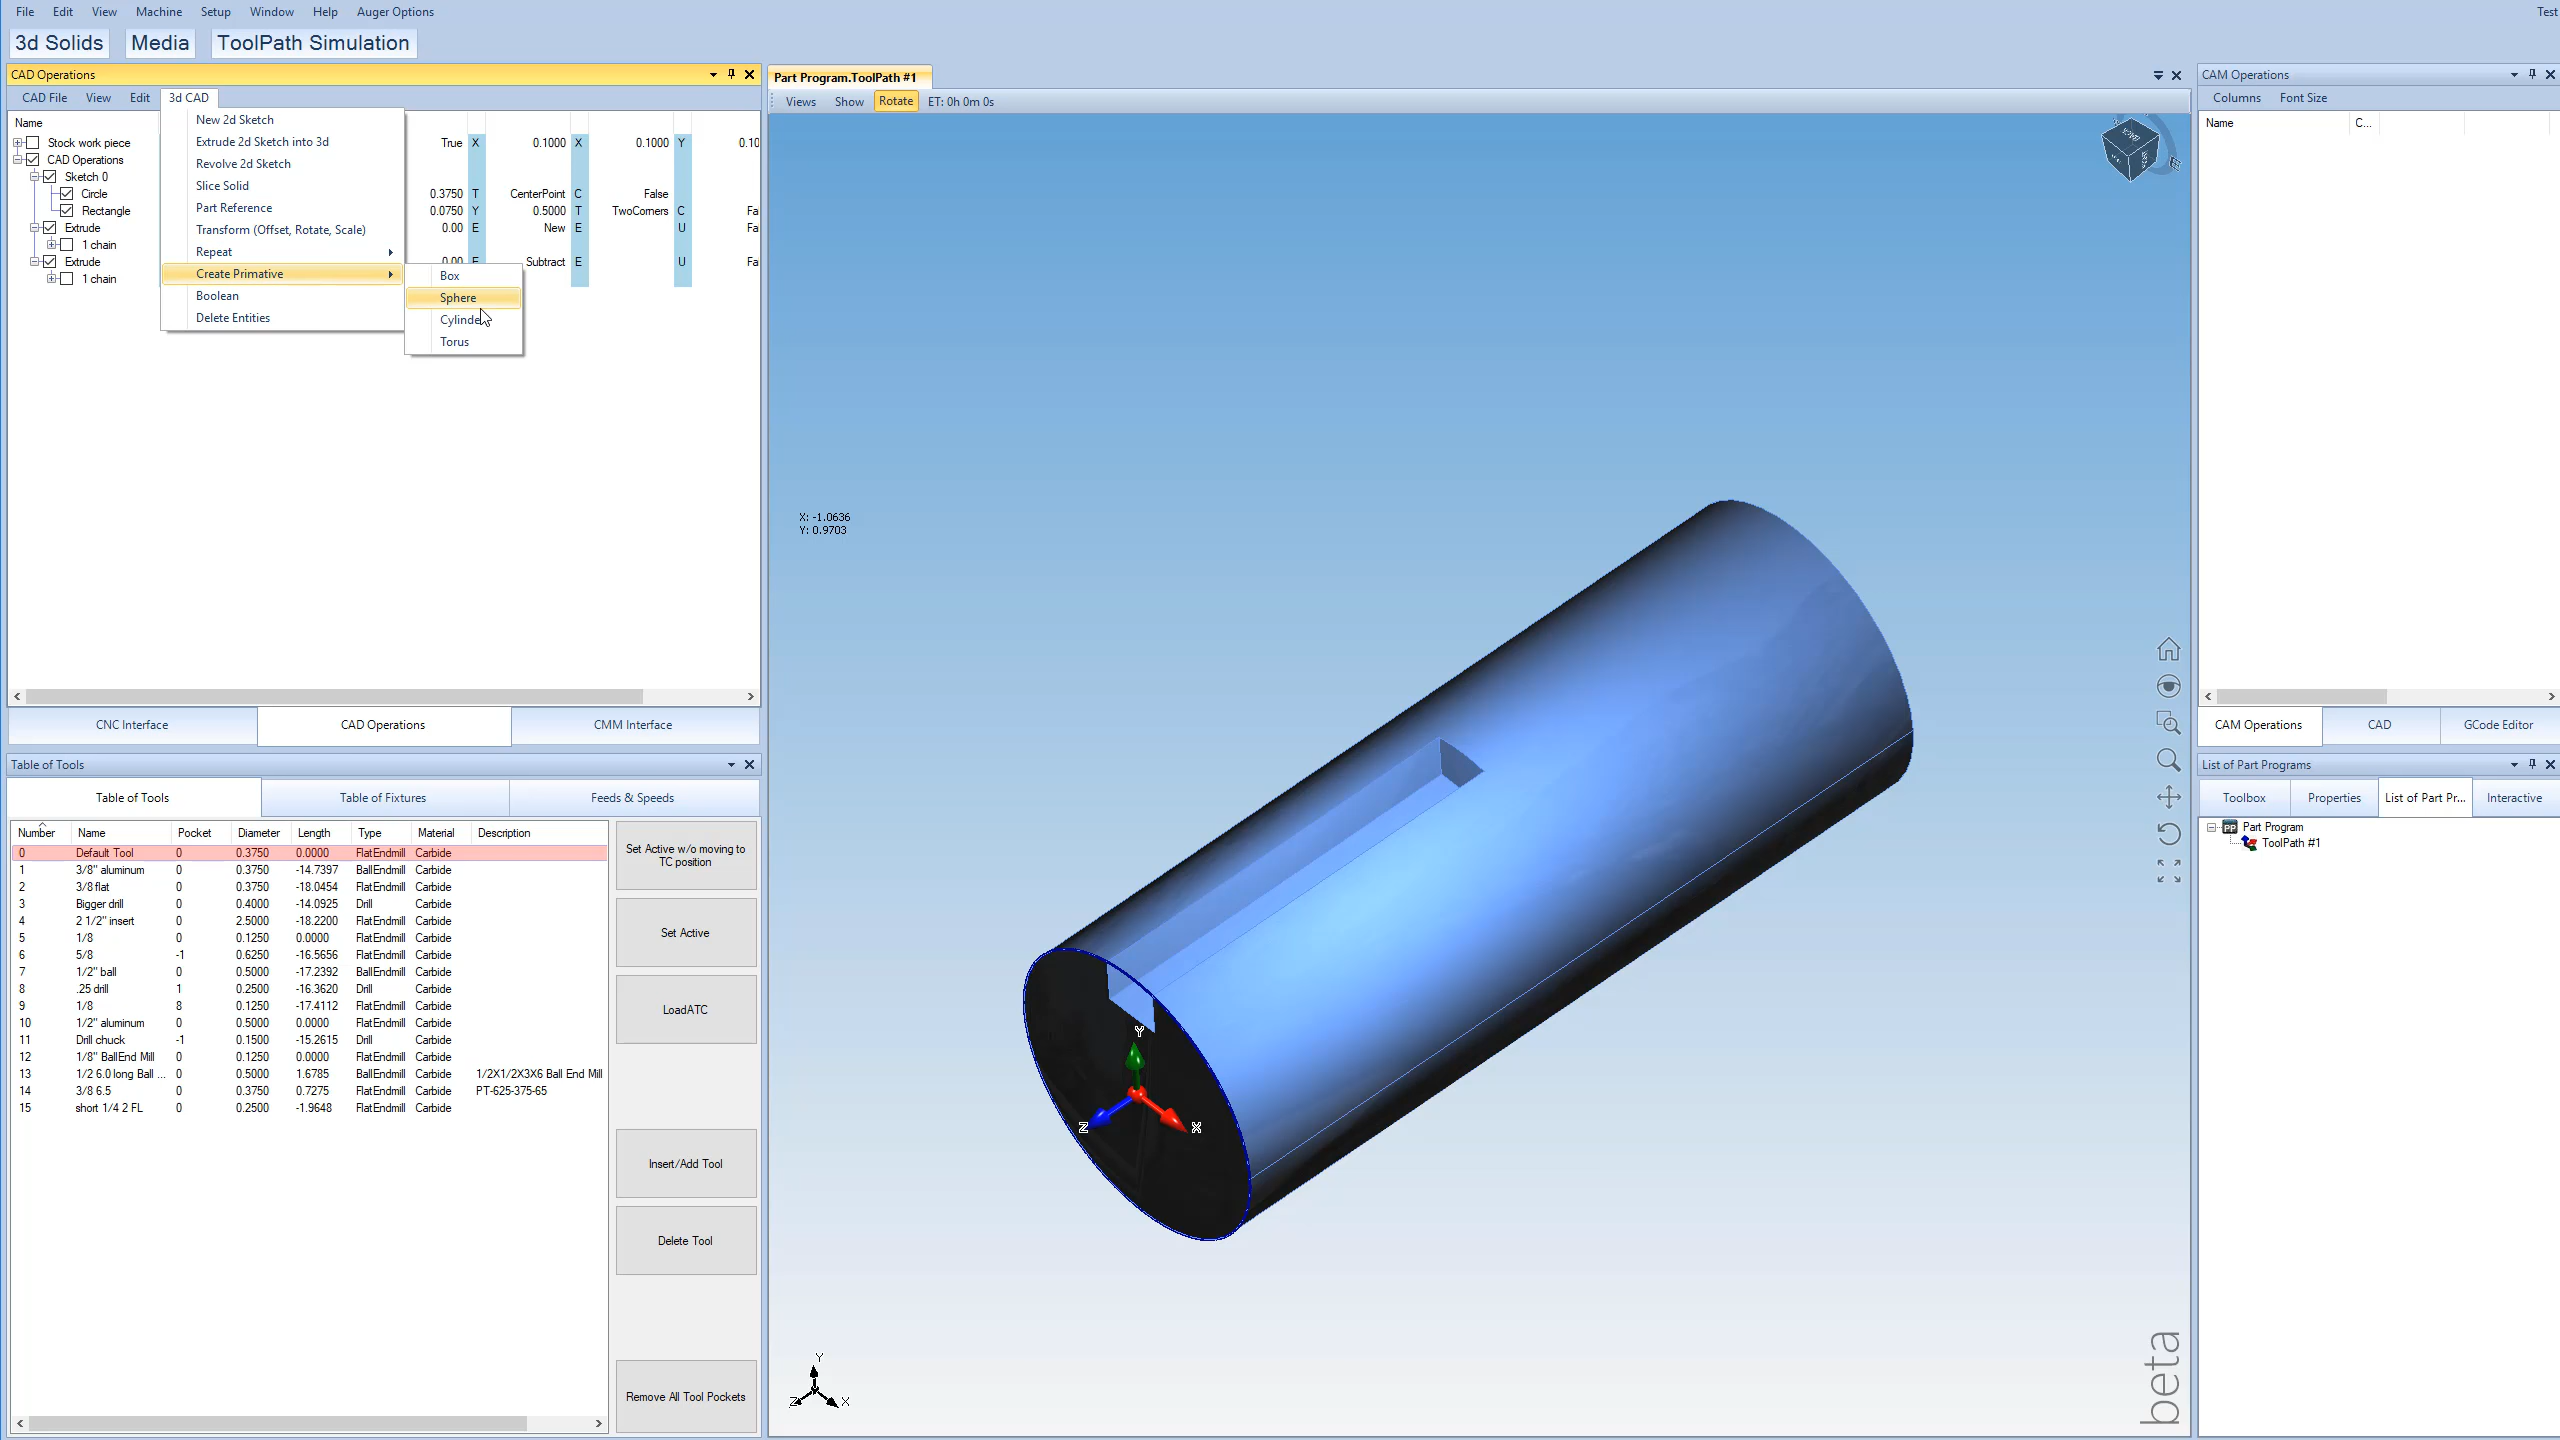 File Edit View Machine Setup Window Help Auger Options Test
3d Solids Media ToolPath Simulation
CAD Operations
CAD File View Edit 3d CAD
Name
Stock work piece True X 0.1000 X 0.1000 Y 0.10
CAD Operations
Sketch 0
Circle 0.3750 T CenterPoint C False
Rectangle 0.0750 Y 0.5000 T TwoCorners C Fa
Extrude 0.00 E New E U Fa
1 chain
Extrude 0.00 E Subtract E U Fa
1 chain
New 2d Sketch
Extrude 2d Sketch into 3d
Revolve 2d Sketch
Slice Solid
Part Reference
Transform (Offset, Rotate, Scale)
Repeat
Create Primative
Boolean
Delete Entities
Box
Sphere
Cylinde
Torus
CNC Interface CAD Operations CMM Interface
Table of Tools
Table of Tools Table of Fixtures Feeds & Speeds
Number Name Pocket Diameter Length Type Material Description
0 Default Tool 0 0.3750 0.0000 FlatEndmill Carbide
1 3/8" aluminum 0 0.3750 -14.7397 BallEndmill Carbide
2 3/8 flat 0 0.3750 -18.0454 FlatEndmill Carbide
3 Bigger drill 0 0.4000 -14.0925 Drill Carbide
4 2 1/2" insert 0 2.5000 -18.2200 FlatEndmill Carbide
5 1/8 0 0.1250 0.0000 FlatEndmill Carbide
6 5/8 -1 0.6250 -16.5656 FlatEndmill Carbide
7 1/2" ball 0 0.5000 -17.2392 BallEndmill Carbide
8 .25 drill 1 0.2500 -16.3620 Drill Carbide
9 1/8 8 0.1250 -17.4112 FlatEndmill Carbide
10 1/2" aluminum 0 0.5000 0.0000 FlatEndmill Carbide
11 Drill chuck -1 0.1500 -15.2615 Drill Carbide
12 1/8" BallEnd Mill 0 0.1250 0.0000 FlatEndmill Carbide
13 1/2 6.0 long Ball ... 0 0.5000 1.6785 BallEndmill Carbide 1/2X1/2X3X6 Ball End Mill
14 3/8 6.5 0 0.3750 0.7275 FlatEndmill Carbide PT-625-375-65
15 short 1/4 2 FL 0 0.2500 -1.9648 FlatEndmill Carbide
Set Active w/o moving to
TC position
Set Active
LoadATC
Insert/Add Tool
Delete Tool
Remove All Tool Pockets
Part Program.ToolPath #1
Views Show Rotate ET: 0h 0m 0s
X: -1.0636
Y: 0.9703
Y
Z X
Y
Z X
beta
CAM Operations
Columns Font Size
Name C...
CAM Operations CAD GCode Editor
List of Part Programs
Toolbox Properties List of Part Pr... Interactive
Part Program
ToolPath #1